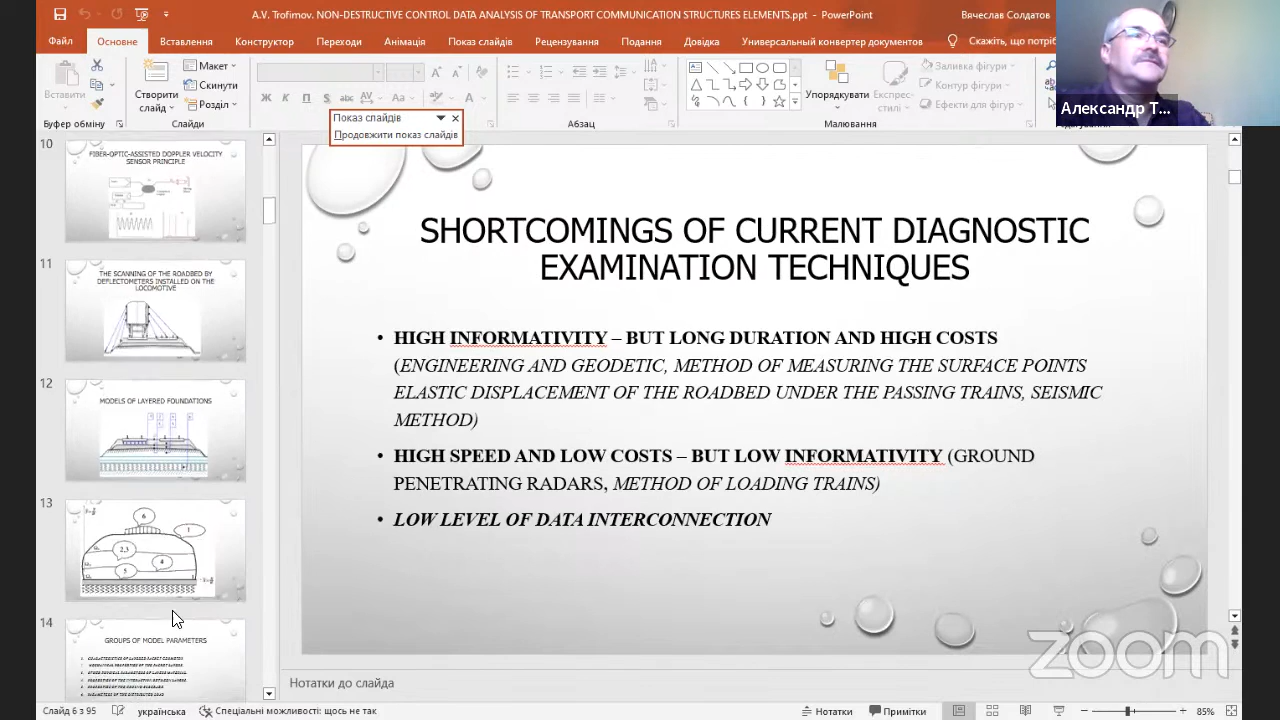 A.V. Trofimov. NON-DESTRUCTIVE CONTROL DATA ANALYSIS OF TRANSPORT COMMUNICATION STRUCTURES ELEMENTS.ppt - PowerPoint
Вячеслав Солдатов
Файл Основне Вставлення Конструктор Переходи Анімація Показ слайдів Рецензування Подання Довідка Универсальный конвертер документов Скажіть, що потріб
Вставити
Створити слайд
Макет
Скинути
Розділ
Упорядкувати
Експрес-стилі
Заливка фігури
Контур фігури
Ефекти для фігур
Буфер обміну Слайди Абзац Малювання
Александр Т...
Показ слайдів
Продовжити показ слайдів
10
FIBER-OPTIC-ASSISTED DOPPLER VELOCITY
SENSOR PRINCIPLE
11
THE SCANNING OF THE ROADBED BY
DEFLECTOMETERS INSTALLED ON THE
LOCOMOTIVE
12
MODELS OF LAYERED FOUNDATIONS
13
6
1
2,3
4
5
14
GROUPS OF MODEL PARAMETERS
SHORTCOMINGS OF CURRENT DIAGNOSTIC
EXAMINATION TECHNIQUES
• HIGH INFORMATIVITY – BUT LONG DURATION AND HIGH COSTS
(ENGINEERING AND GEODETIC, METHOD OF MEASURING THE SURFACE POINTS
ELASTIC DISPLACEMENT OF THE ROADBED UNDER THE PASSING TRAINS, SEISMIC
METHOD)
• HIGH SPEED AND LOW COSTS – BUT LOW INFORMATIVITY (GROUND
PENETRATING RADARS, METHOD OF LOADING TRAINS)
• LOW LEVEL OF DATA INTERCONNECTION
zoom
Нотатки до слайда
Слайд 6 з 95 українська Спеціальні можливості: щось не так Нотатки Примітки 85%